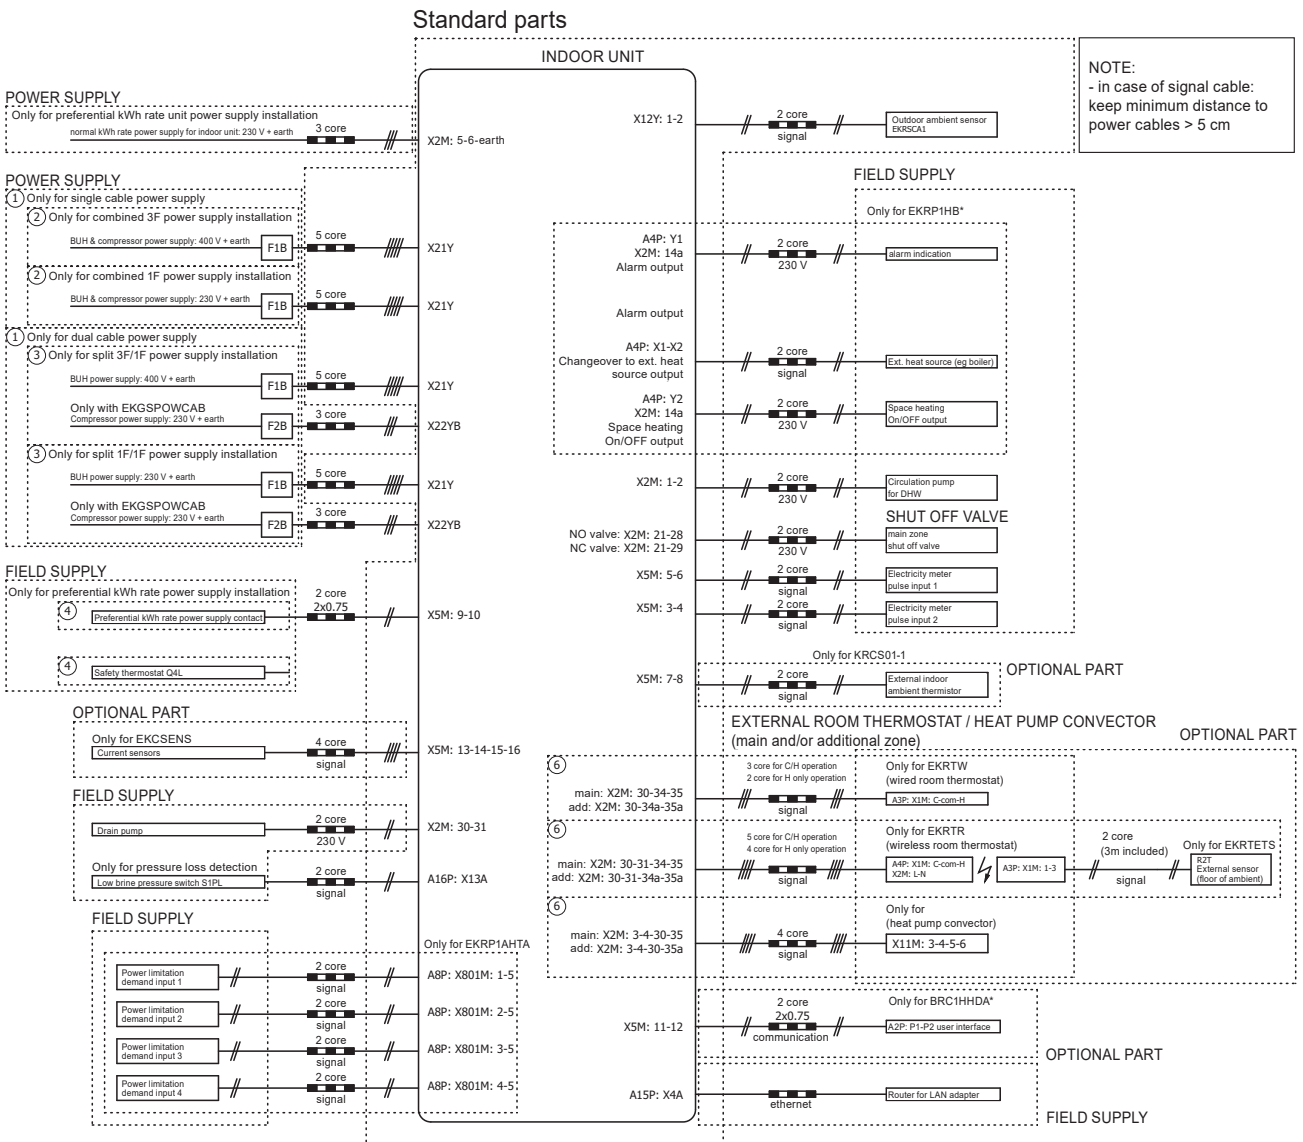 Standard parts
INDOOR UNIT
NOTE:
- in case of signal cable:
keep minimum distance to
power cables > 5 cm
POWER SUPPLY
Only for preferential kWh rate unit power supply installation
normal kWh rate power supply for indoor unit: 230 V + earth
3 core
X2M: 5-6-earth
POWER SUPPLY
1 Only for single cable power supply
2 Only for combined 3F power supply installation
BUH & compressor power supply: 400 V + earth
F1B
5 core
X21Y
2 Only for combined 1F power supply installation
BUH & compressor power supply: 230 V + earth
F1B
5 core
X21Y
1 Only for dual cable power supply
3 Only for split 3F/1F power supply installation
BUH power supply: 400 V + earth
F1B
5 core
X21Y
Only with EKGSPOWCAB
Compressor power supply: 230 V + earth
F2B
3 core
X22YB
3 Only for split 1F/1F power supply installation
BUH power supply: 230 V + earth
F1B
5 core
X21Y
Only with EKGSPOWCAB
Compressor power supply: 230 V + earth
F2B
3 core
X22YB
FIELD SUPPLY
Only for preferential kWh rate power supply installation
4
Preferential kWh rate power supply contact
2 core
2x0.75
X5M: 9-10
4
Safety thermostat Q4L
OPTIONAL PART
Only for EKCSENS
Current sensors
4 core
signal
X5M: 13-14-15-16
FIELD SUPPLY
Drain pump
2 core
230 V
X2M: 30-31
Only for pressure loss detection
Low brine pressure switch S1PL
2 core
signal
A16P: X13A
FIELD SUPPLY
Only for EKRP1AHTA
Power limitation
demand input 1
2 core
signal
A8P: X801M: 1-5
Power limitation
demand input 2
2 core
signal
A8P: X801M: 2-5
Power limitation
demand input 3
2 core
signal
A8P: X801M: 3-5
Power limitation
demand input 4
2 core
signal
A8P: X801M: 4-5
X12Y: 1-2
2 core
signal
Outdoor ambient sensor
EKRSCA1
FIELD SUPPLY
Only for EKRP1HB*
A4P: Y1
X2M: 14a
Alarm output
2 core
230 V
alarm indication
Alarm output
A4P: X1-X2
Changeover to ext. heat
source output
2 core
signal
Ext. heat source (eg boiler)
A4P: Y2
X2M: 14a
Space heating
On/OFF output
2 core
230 V
Space heating
On/OFF output
X2M: 1-2
2 core
230 V
Circulation pump
for DHW
SHUT OFF VALVE
NO valve: X2M: 21-28
NC valve: X2M: 21-29
2 core
230 V
main zone
shut off valve
X5M: 5-6
2 core
signal
Electricity meter
pulse input 1
X5M: 3-4
2 core
signal
Electricity meter
pulse input 2
Only for KRCS01-1
X5M: 7-8
2 core
signal
External indoor
ambient thermistor
OPTIONAL PART
EXTERNAL ROOM THERMOSTAT / HEAT PUMP CONVECTOR
(main and/or additional zone)
OPTIONAL PART
6
3 core for C/H operation
2 core for H only operation
Only for EKRTW
(wired room thermostat)
main: X2M: 30-34-35
add: X2M: 30-34a-35a
signal
A3P: X1M: C-com-H
6
5 core for C/H operation
4 core for H only operation
Only for EKRTR
(wireless room thermostat)
2 core
(3m included)
Only for EKRTETS
main: X2M: 30-31-34-35
add: X2M: 30-31-34a-35a
signal
A4P: X1M: C-com-H
X2M: L-N
A3P: X1M: 1-3
signal
R2T
External sensor
(floor of ambient)
6
Only for
(heat pump convector)
main: X2M: 3-4-30-35
add: X2M: 3-4-30-35a
4 core
signal
X11M: 3-4-5-6
2 core
2x0.75
communication
Only for BRC1HHDA*
X5M: 11-12
A2P: P1-P2 user interface
OPTIONAL PART
A15P: X4A
ethernet
Router for LAN adapter
FIELD SUPPLY